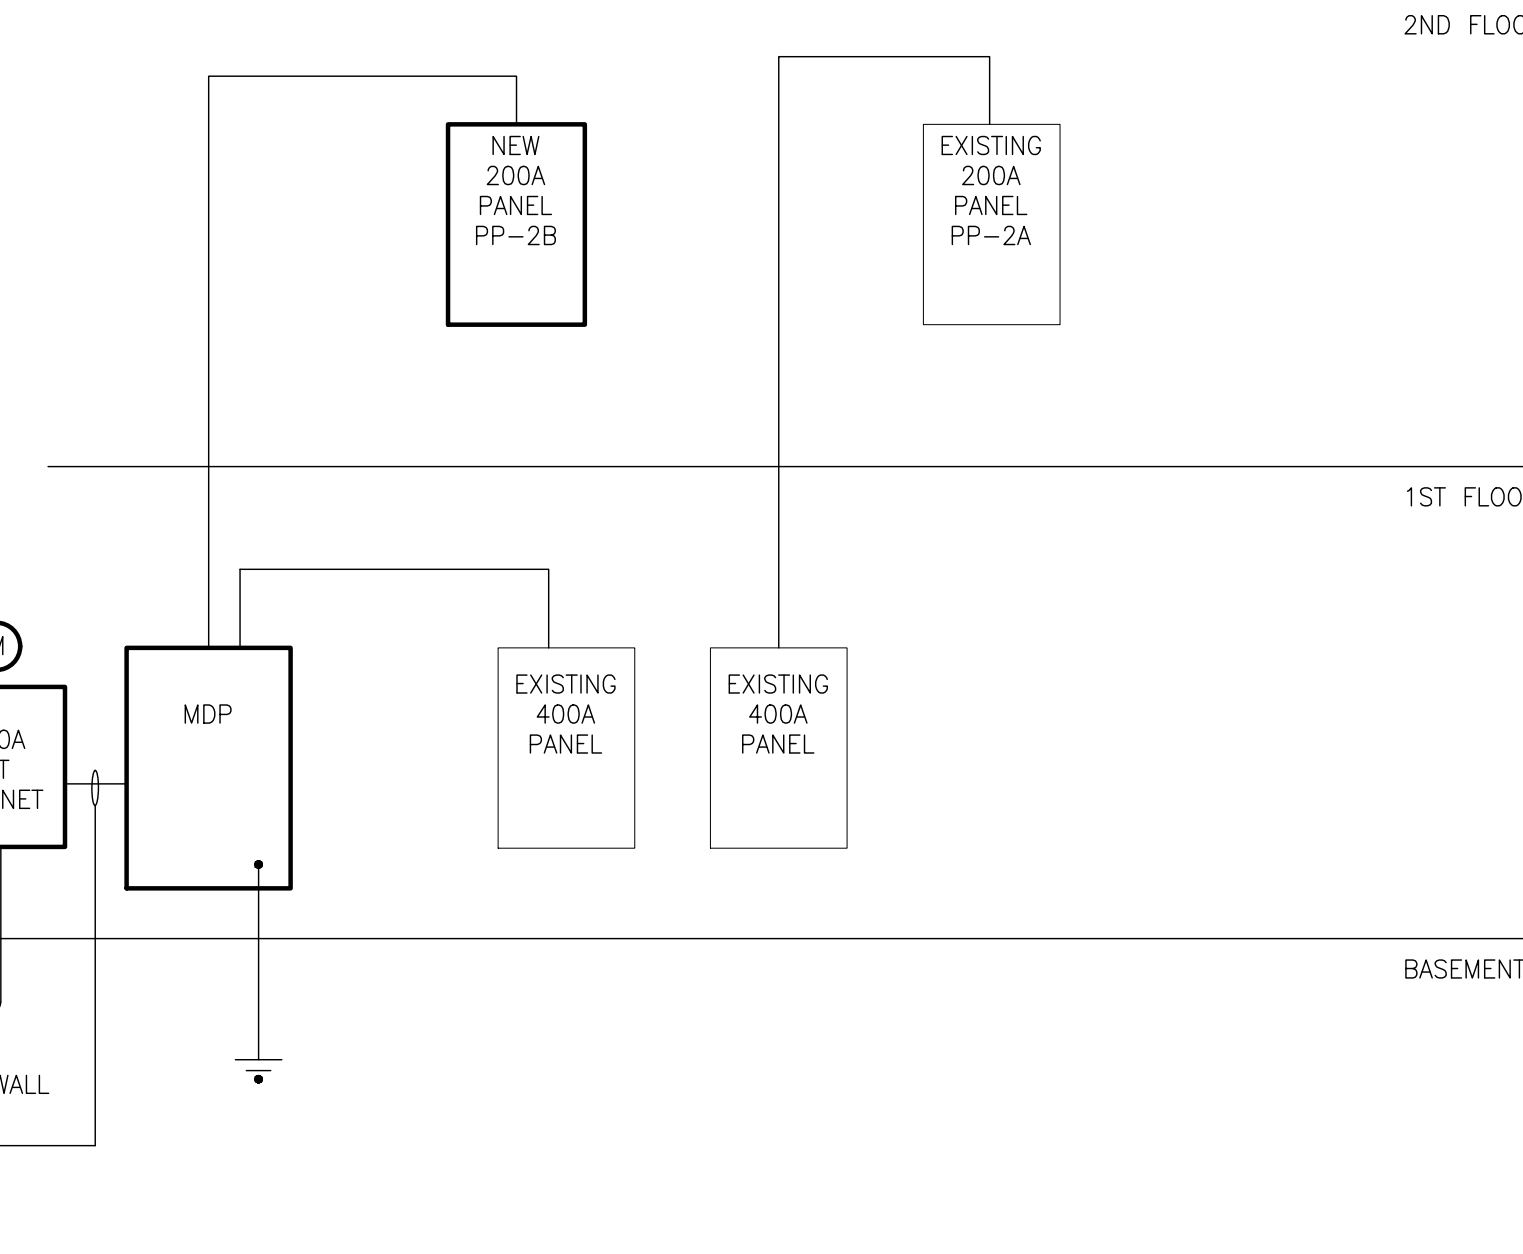 2ND FLOO
NEW
200A
PANEL
PP-2B
EXISTING
200A
PANEL
PP-2A
1ST FLOO
M
0A
T
NET
MDP
EXISTING
400A
PANEL
EXISTING
400A
PANEL
BASEMENT
WALL